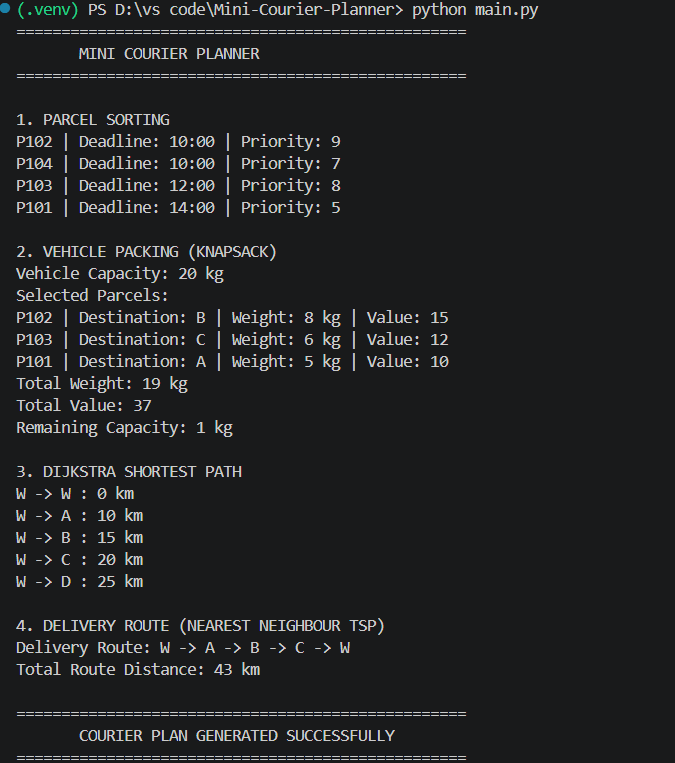 (.venv) PS D:\vs code\Mini-Courier-Planner> python main.py
==================================================
MINI COURIER PLANNER
==================================================
1. PARCEL SORTING
P102 | Deadline: 10:00 | Priority: 9
P104 | Deadline: 10:00 | Priority: 7
P103 | Deadline: 12:00 | Priority: 8
P101 | Deadline: 14:00 | Priority: 5
2. VEHICLE PACKING (KNAPSACK)
Vehicle Capacity: 20 kg
Selected Parcels:
P102 | Destination: B | Weight: 8 kg | Value: 15
P103 | Destination: C | Weight: 6 kg | Value: 12
P101 | Destination: A | Weight: 5 kg | Value: 10
Total Weight: 19 kg
Total Value: 37
Remaining Capacity: 1 kg
3. DIJKSTRA SHORTEST PATH
W -> W : 0 km
W -> A : 10 km
W -> B : 15 km
W -> C : 20 km
W -> D : 25 km
4. DELIVERY ROUTE (NEAREST NEIGHBOUR TSP)
Delivery Route: W -> A -> B -> C -> W
Total Route Distance: 43 km
==================================================
COURIER PLAN GENERATED SUCCESSFULLY
==================================================